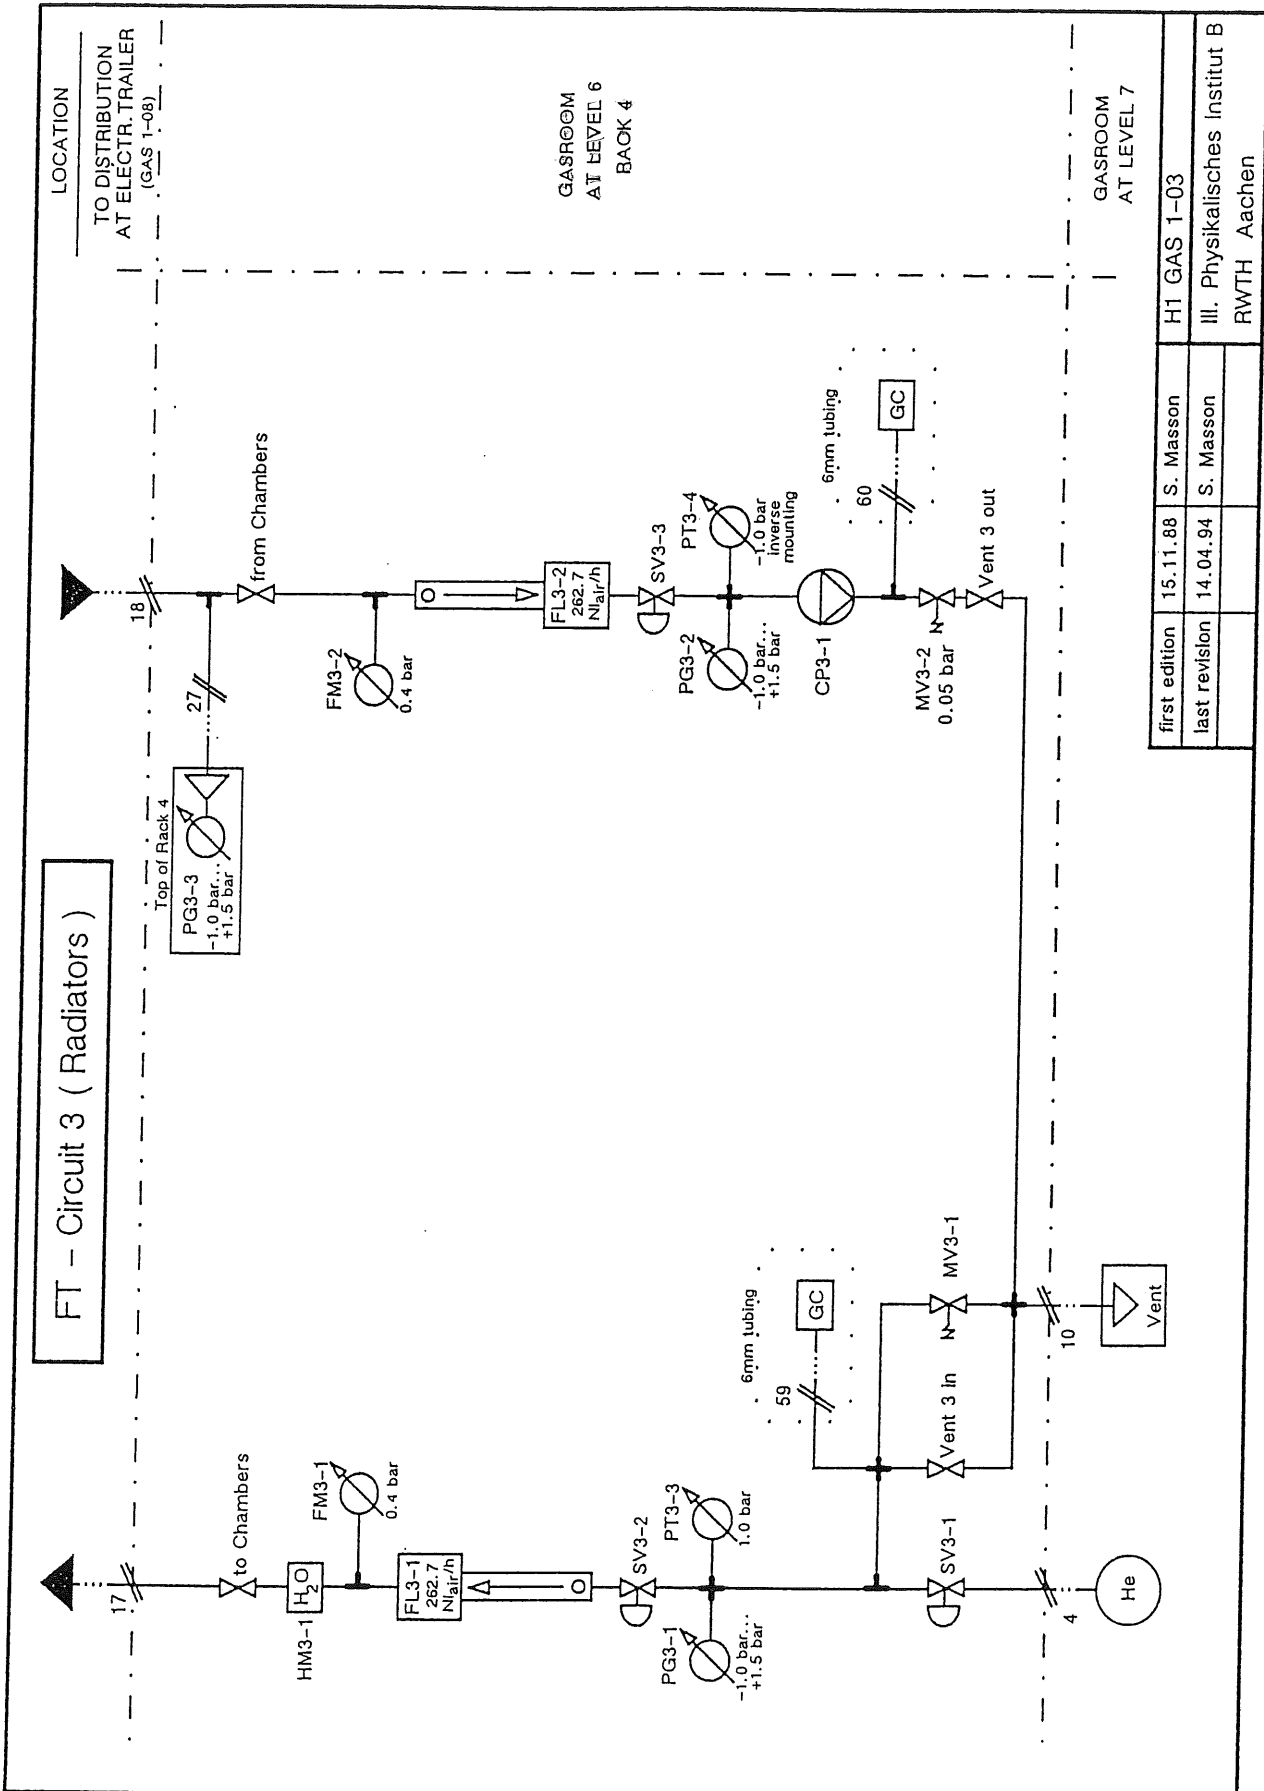 FT - Circuit 3 ( Radiators )
LOCATION
TO DISTRIBUTION
AT ELECTR.TRAILER
(GAS 1-08)
17
to Chambers
HM3-1
H2O
FM3-1
0.4 bar
FL3-1
262.7
Nlair/h
SV3-2
PT3-3
1.0 bar
PG3-1
-1.0 bar...
+1.5 bar
SV3-1
4
He
6mm tubing
59
GC
Vent 3 in
MV3-1
N
10
Vent
Top of Rack 4
PG3-3
-1.0 bar...
+1.5 bar
27
18
from Chambers
FM3-2
0.4 bar
FL3-2
262.7
Nlair/h
SV3-3
PT3-4
-1.0 bar
inverse
mounting
PG3-2
-1.0 bar...
+1.5 bar
CP3-1
6mm tubing
60
GC
MV3-2
0.05 bar
N
Vent 3 out
GASROOM
AT LEVEL 6
RACK 4
GASROOM
AT LEVEL 7
first edition 15.11.88 S. Masson H1 GAS 1-03
last revision 14.04.94 S. Masson III. Physikalisches Institut B
RWTH Aachen